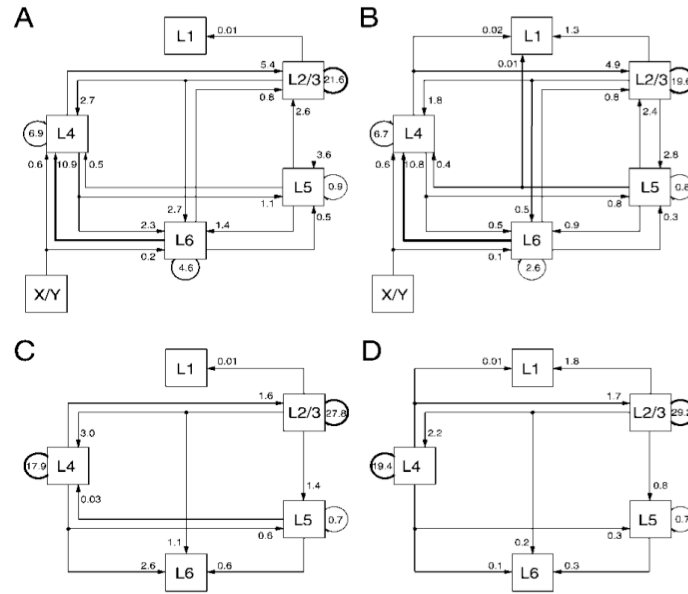 A
L1
0.01
5.4
L2/3
21.6
2.7
0.8
2.6
6.9
L4
0.6
10.9
0.5
3.6
L5
0.9
1.1
2.7
2.3
1.4
0.5
L6
0.2
4.6
X/Y
B
0.02
L1
1.3
0.01
4.9
L2/3
19.6
1.8
0.8
2.4
6.7
L4
0.6
10.8
0.4
2.8
L5
0.8
0.8
0.5
0.5
0.9
0.3
L6
0.1
2.6
X/Y
C
L1
0.01
1.6
L2/3
27.8
3.0
17.9
L4
0.03
1.4
L5
0.7
0.6
1.1
2.6
0.6
L6
D
0.01
L1
1.8
1.7
L2/3
29.2
2.2
19.4
L4
0.8
L5
0.7
0.3
0.2
0.1
0.3
L6